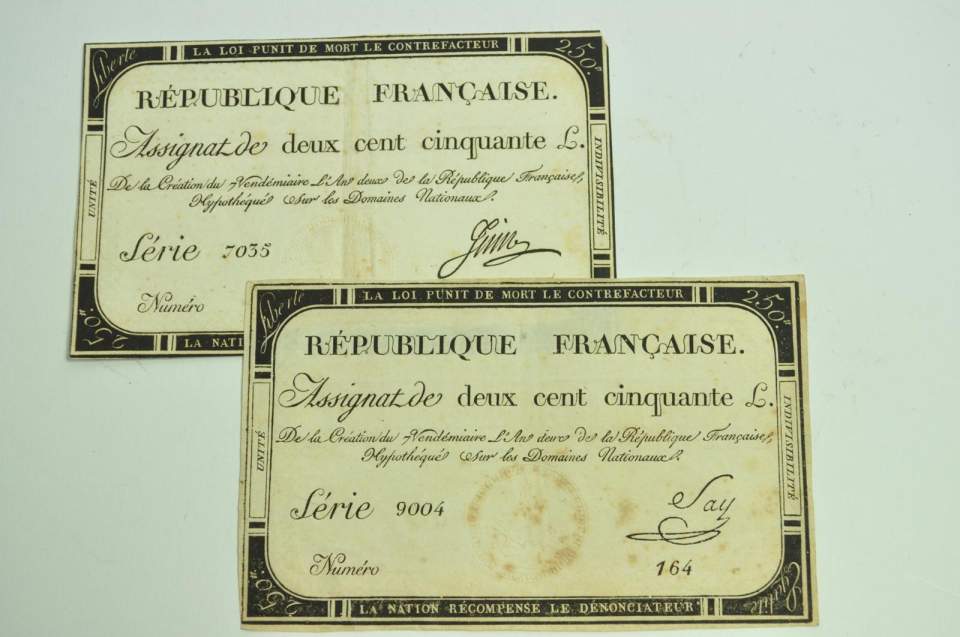 Liberté LA LOI PUNIT DE MORT LE CONTREFACTEUR 250.
RÉPUBLIQUE FRANÇAISE.
Assignat de deux cent cinquante L.
De la Création du 7 Vendémiaire L'An deux de la République Française,
Hypothéqué Sur les Domaines Nationaux.
UNITÉ
INDIVISIBILITÉ
Série 7035
Numéro
250.
LA NATI
Liberté LA LOI PUNIT DE MORT LE CONTREFACTEUR 250.
RÉPUBLIQUE FRANÇAISE.
Assignat de deux cent cinquante L.
De la Création du 7 Vendémiaire L'An deux de la République Française,
Hypothéqué Sur les Domaines Nationaux.
UNITÉ
INDIVISIBILITÉ
Série 9004
Say
Numéro 164
250. LA NATION RÉCOMPENSE LE DÉNONCIATEUR Egalité